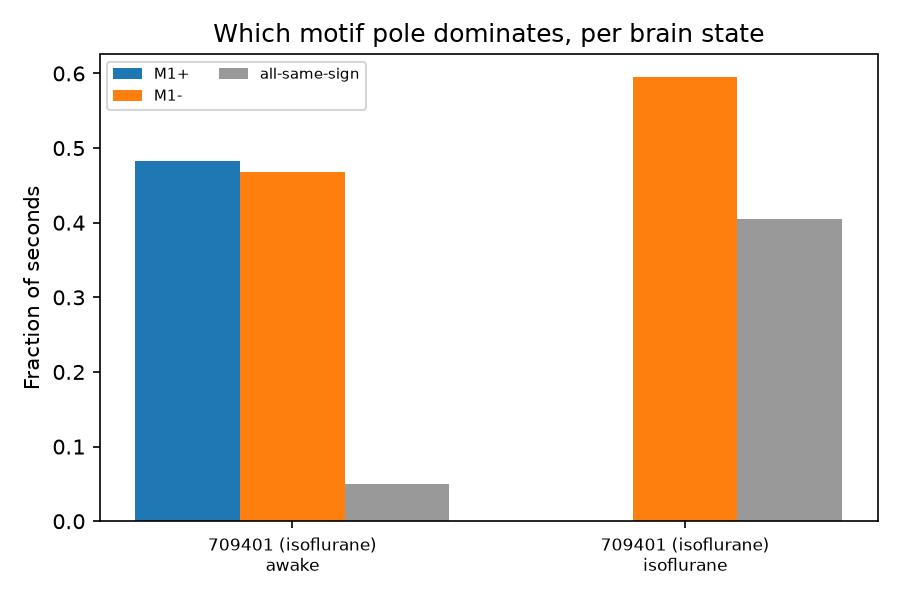 Which motif pole dominates, per brain state
M1+
M1-
all-same-sign
Fraction of seconds
0.6
0.5
0.4
0.3
0.2
0.1
0.0
709401 (isoflurane)
awake
709401 (isoflurane)
isoflurane